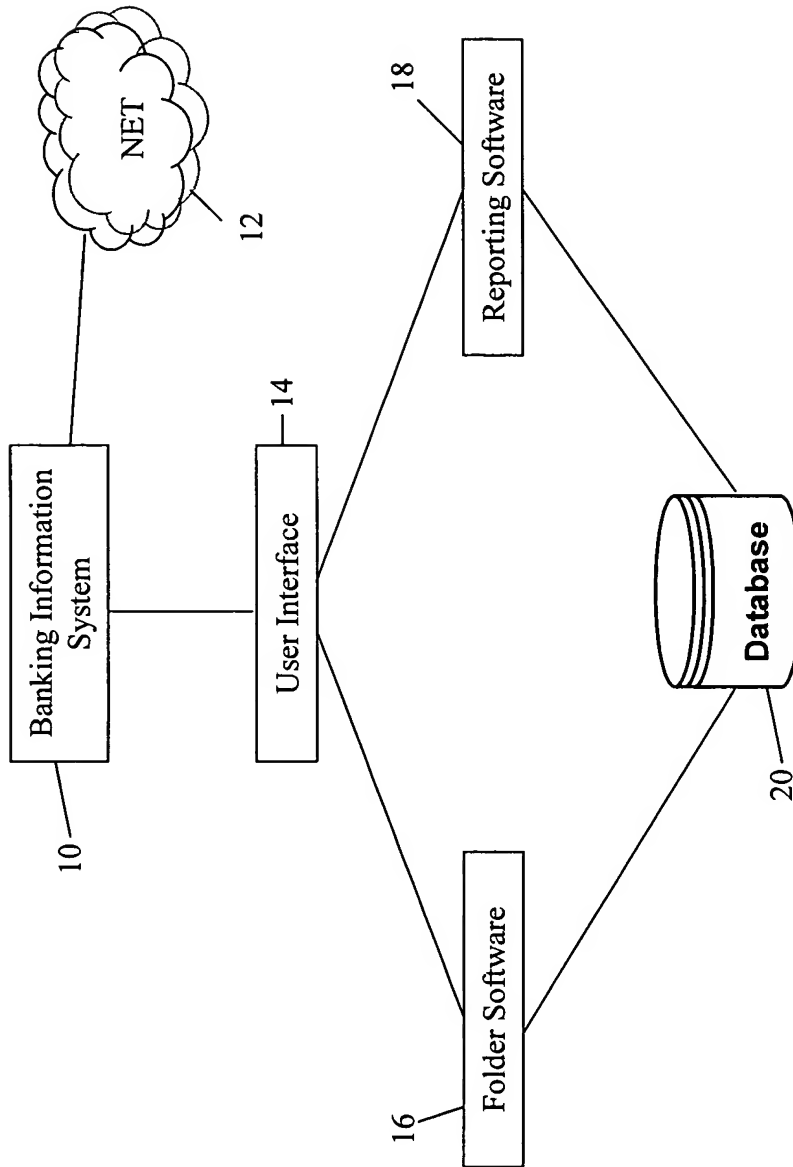 Banking Information
System
10
NET
12
User Interface
14
Folder Software
16
Reporting Software
18
Database
20